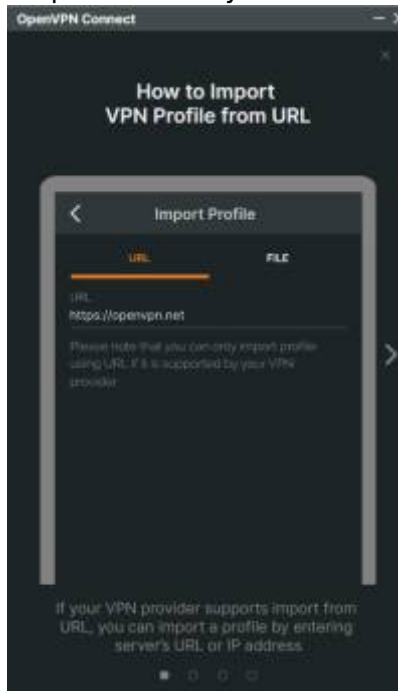 OpenVPN Connect
How to Import
VPN Profile from URL
Import Profile
URL
FILE
URL
https://openvpn.net
Please note that you can only import profile
using URL if it is supported by your VPN
provider
If your VPN provider supports import from
URL, you can import a profile by entering
server's URL or IP address